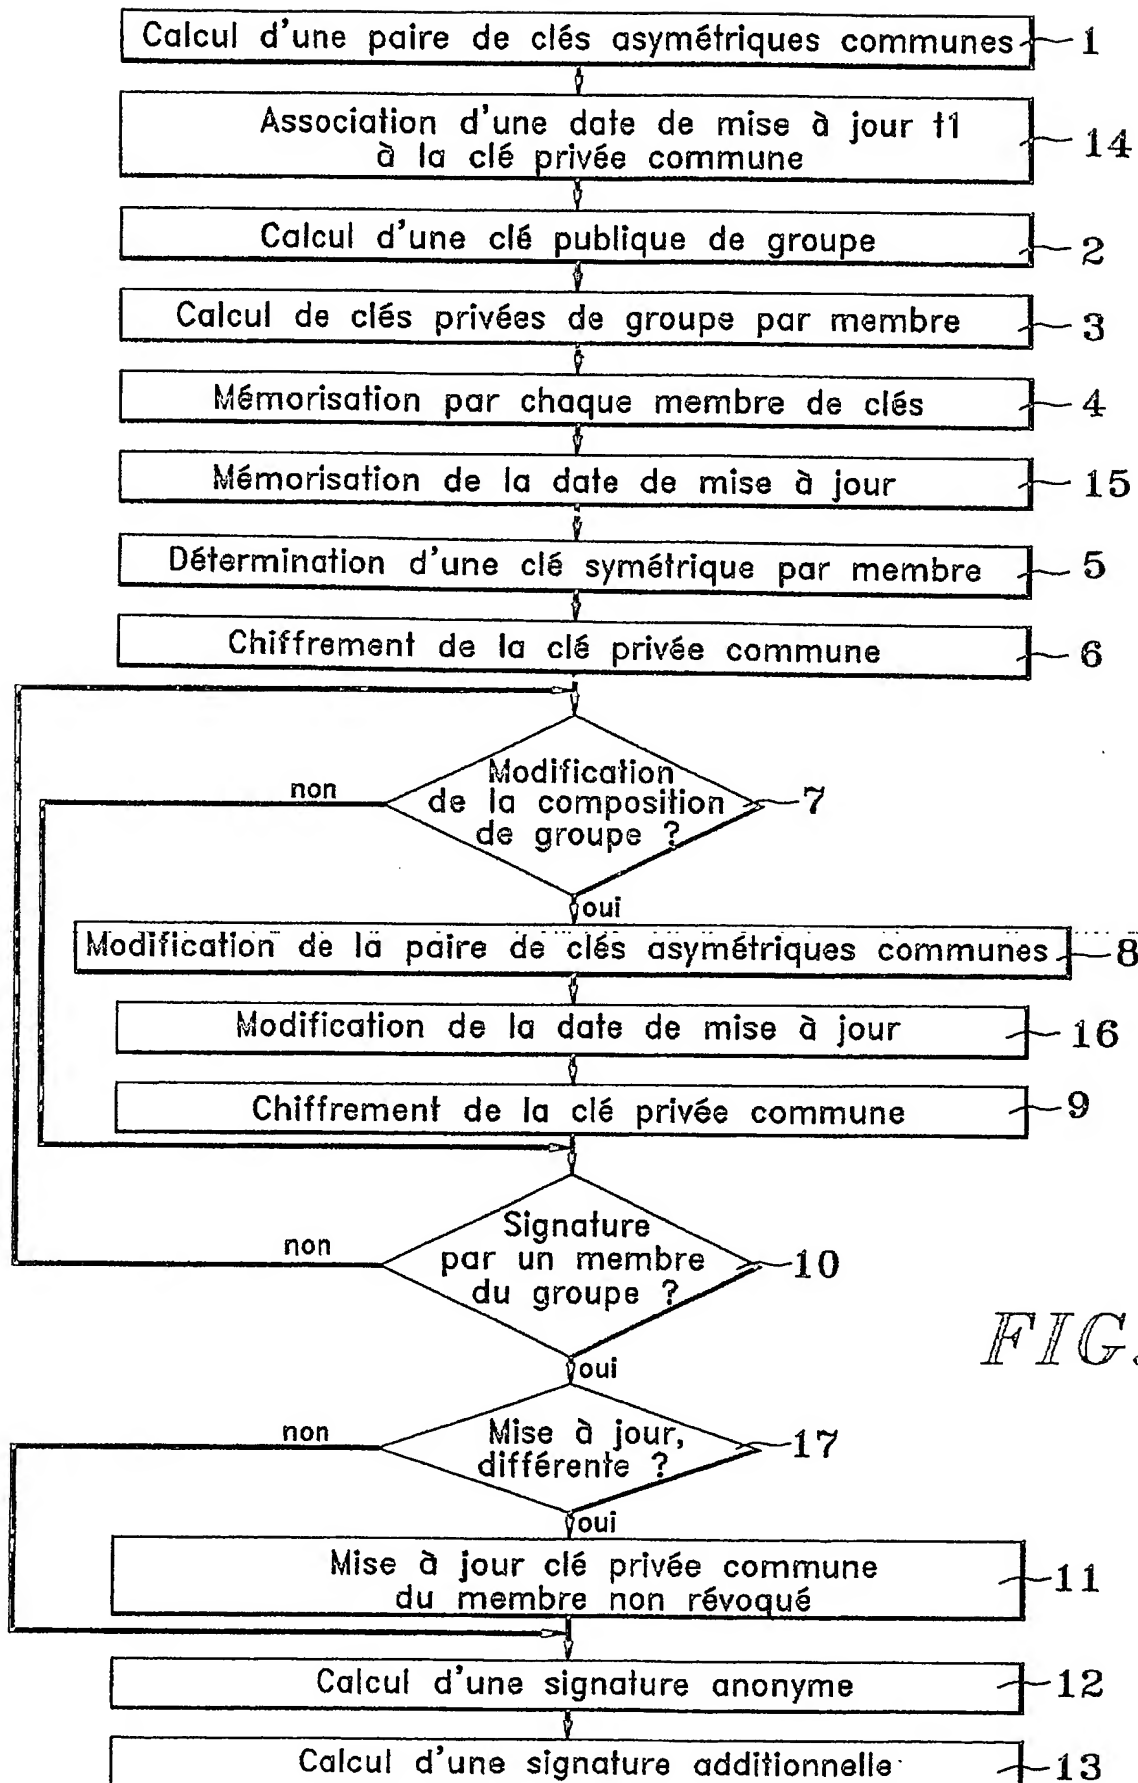 Calcul d'une paire de clés asymétriques communes 1
Association d'une date de mise à jour t1
à la clé privée commune 14
Calcul d'une clé publique de groupe 2
Calcul de clés privées de groupe par membre 3
Mémorisation par chaque membre de clés 4
Mémorisation de la date de mise à jour 15
Détermination d'une clé symétrique par membre 5
Chiffrement de la clé privée commune 6
Modification
de la composition
de groupe ?
7
non
oui
Modification de la paire de clés asymétriques communes 8
Modification de la date de mise à jour 16
Chiffrement de la clé privée commune 9
Signature
par un membre
du groupe ?
10
non
oui
FIG.
Mise à jour,
différente ?
17
non
oui
Mise à jour clé privée commune
du membre non révoqué 11
Calcul d'une signature anonyme 12
Calcul d'une signature additionnelle 13